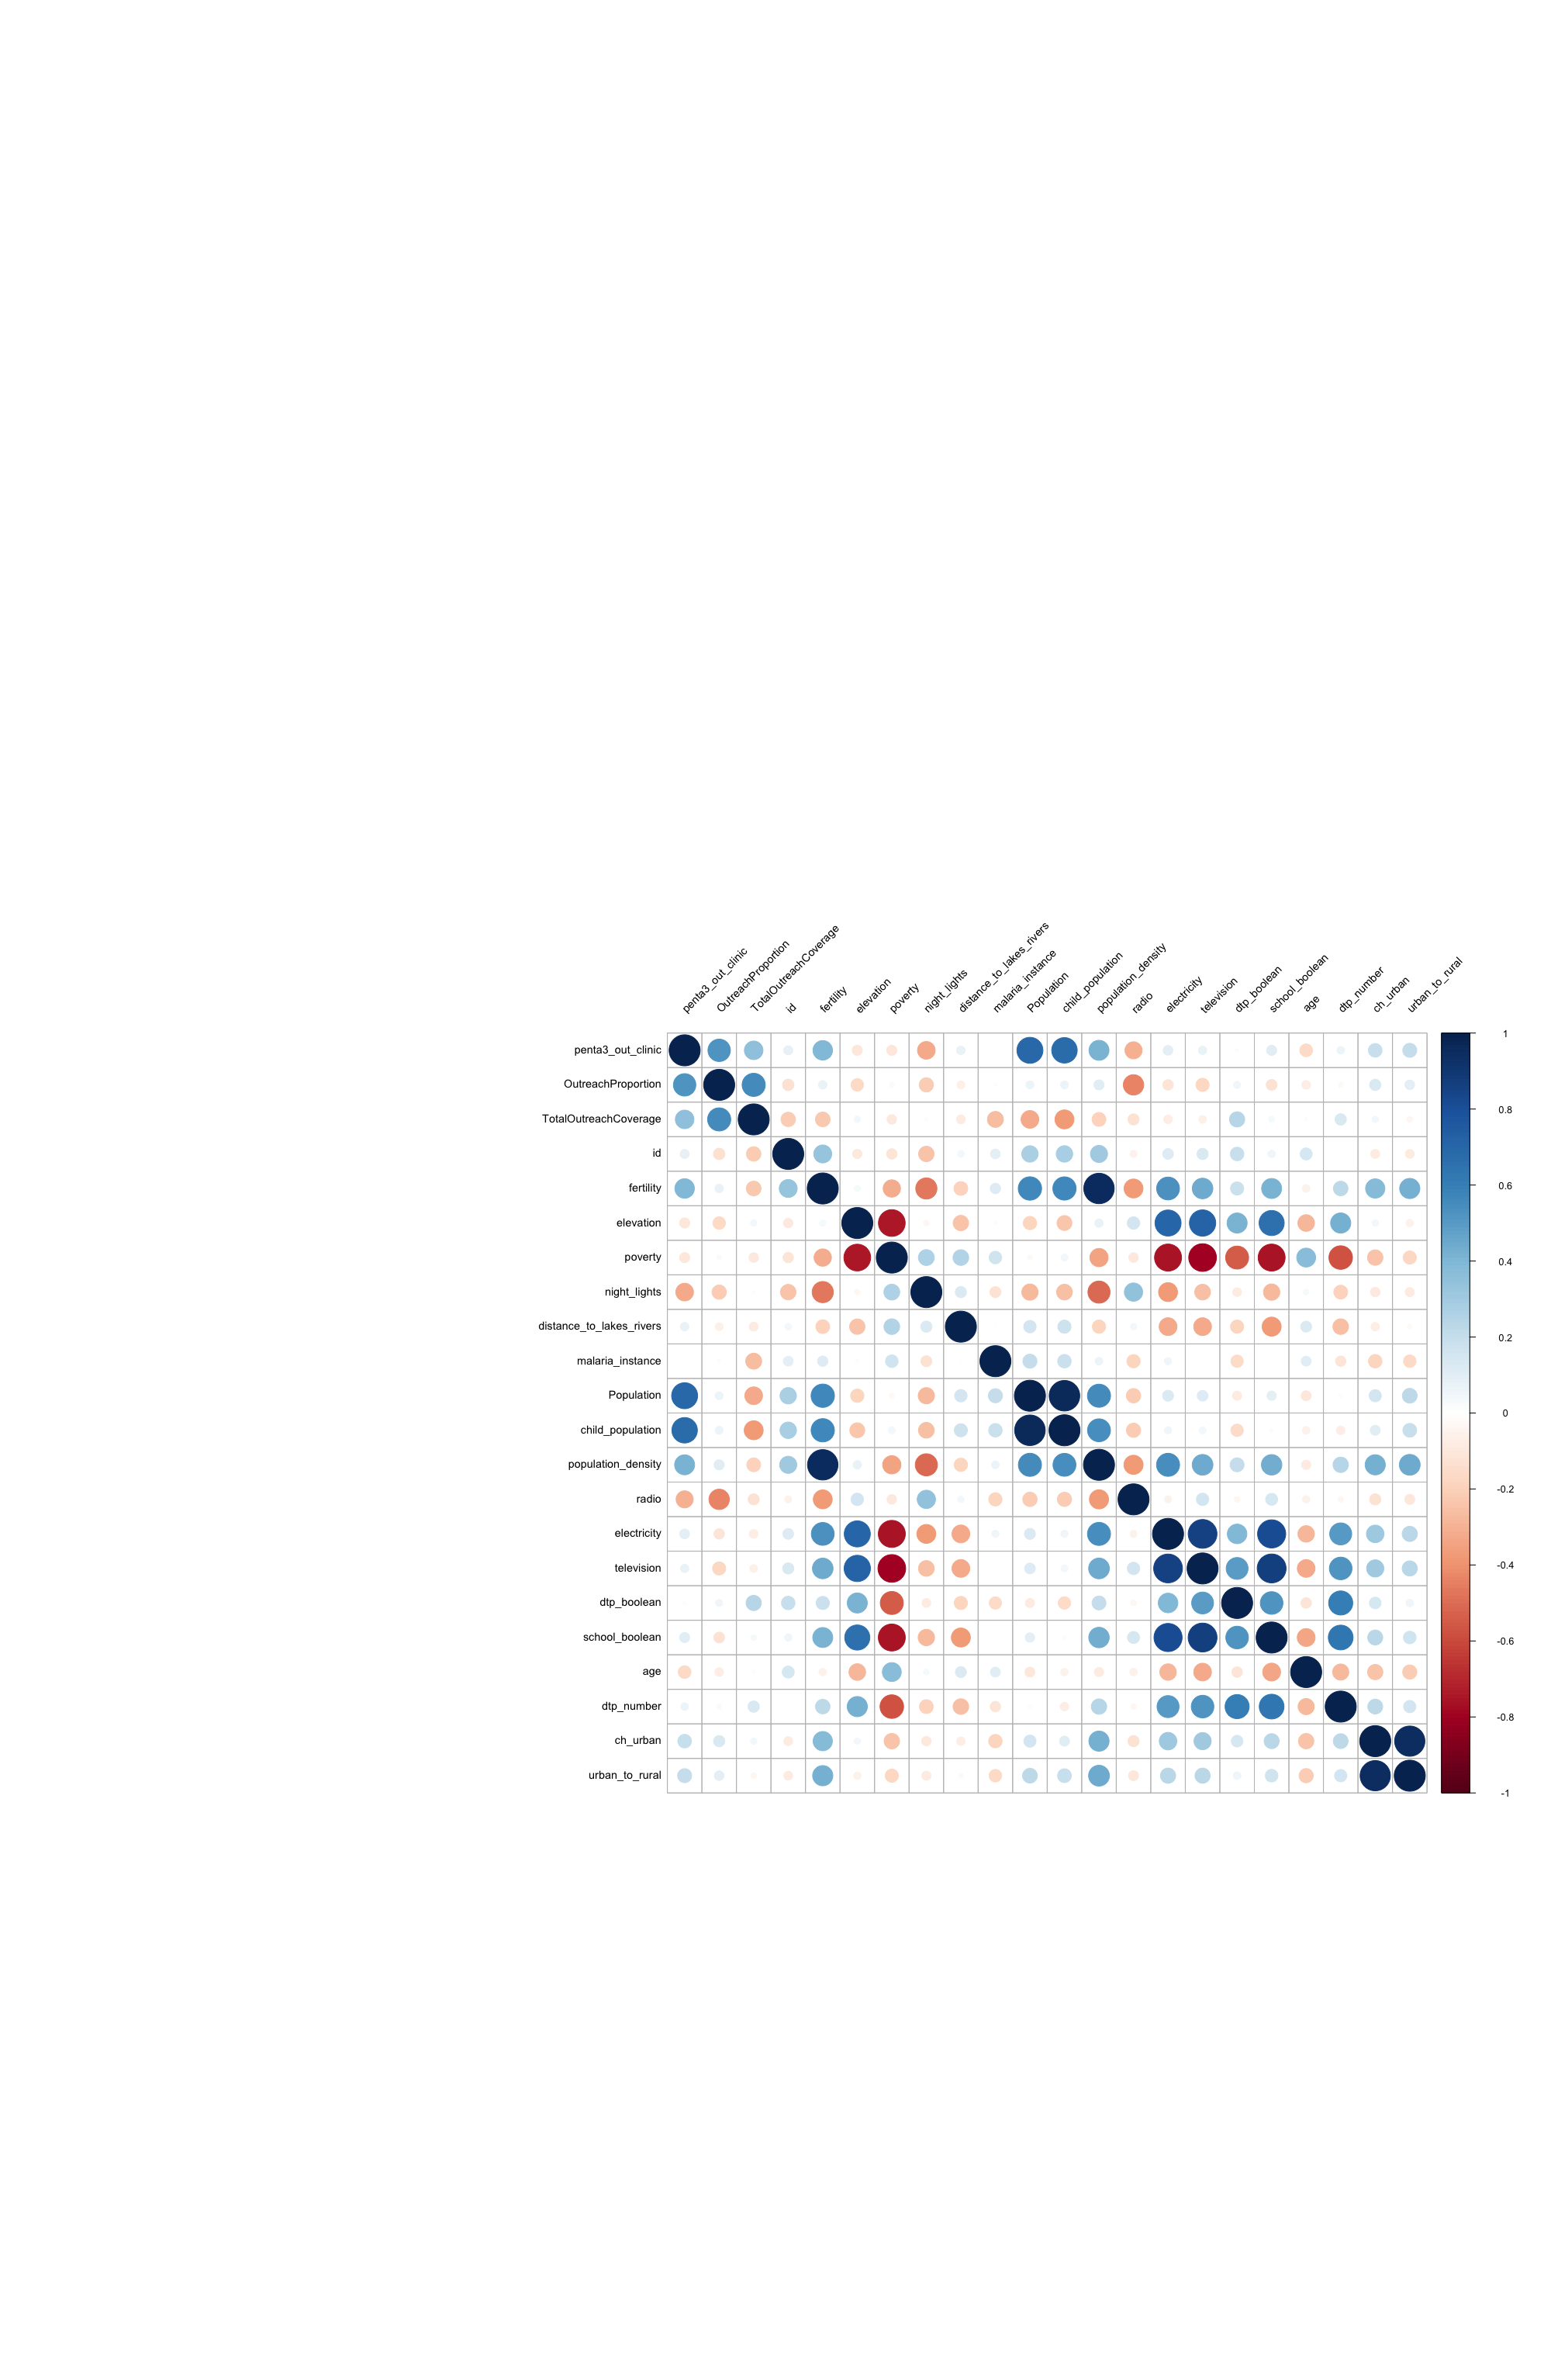 penta3_out_clinic
OutreachProportion
TotalOutreachCoverage
id
fertility
elevation
poverty
night_lights
distance_to_lakes_rivers
malaria_instance
Population
child_population
population_density
radio
electricity
television
dtp_boolean
school_boolean
age
dtp_number
ch_urban
urban_to_rural
penta3_out_clinic
OutreachProportion
TotalOutreachCoverage
id
fertility
elevation
poverty
night_lights
distance_to_lakes_rivers
malaria_instance
Population
child_population
population_density
radio
electricity
television
dtp_boolean
school_boolean
age
dtp_number
ch_urban
urban_to_rural
1
0.8
0.6
0.4
0.2
0
-0.2
-0.4
-0.6
-0.8
-1